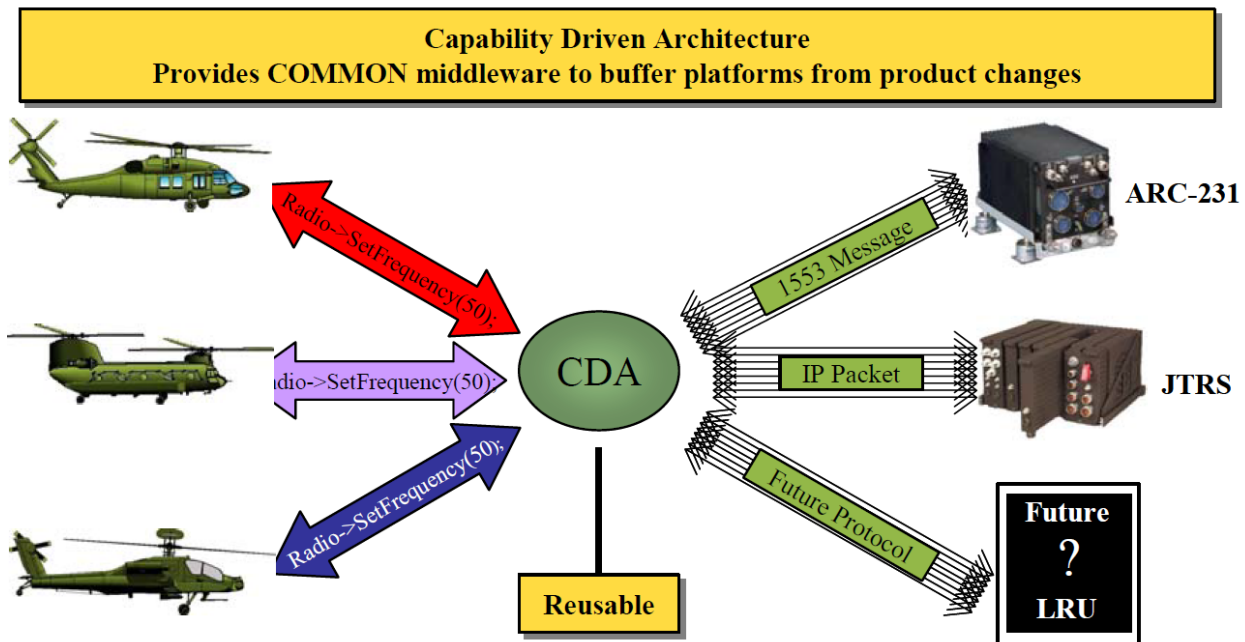 Capability Driven Architecture
Provides COMMON middleware to buffer platforms from product changes
Radio->SetFrequency(50);
1553 Message
ARC-231
adio->SetFrequency(50);
CDA
IP Packet
JTRS
Radio->SetFrequency(50);
Future Protocol
Future
?
LRU
Reusable